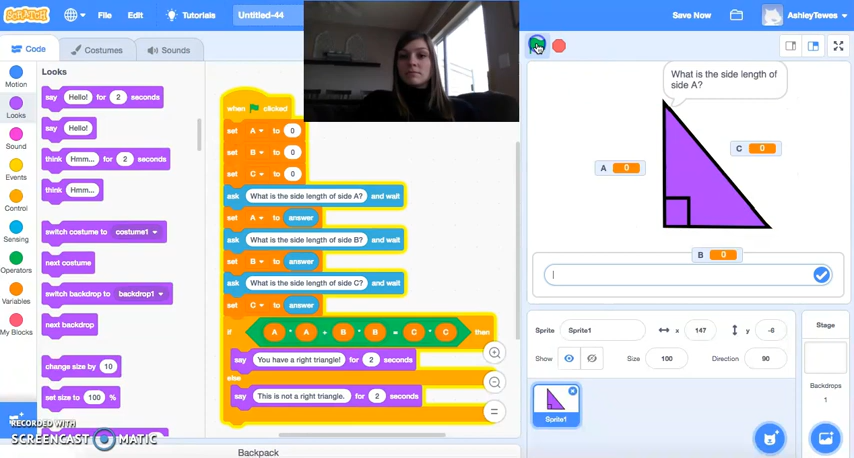 SCRATCH File Edit Tutorials Untitled-44 Save Now AshleyTewes
Code Costumes Sounds
Motion
Looks
Sound
Events
Control
Sensing
Operators
Variables
My Blocks
Looks
say Hello! for 2 seconds
say Hello!
think Hmm... for 2 seconds
think Hmm...
switch costume to costume1
next costume
switch backdrop to backdrop1
next backdrop
change size by 10
set size to 100 %
when clicked
set A to 0
set B to 0
set C to 0
ask What is the side length of side A? and wait
set A to answer
ask What is the side length of side B? and wait
set B to answer
ask What is the side length of side C? and wait
set C to answer
if A * A + B * B = C * C then
say You have a right triangle! for 2 seconds
else
say This is not a right triangle. for 2 seconds
Backpack
What is the side length of
side A?
A 0
C 0
B 0
Sprite Sprite1 x 147 y -6
Show Size 100 Direction 90
Sprite1
Stage
Backdrops
1
RECORDED WITH
SCREENCAST MATIC